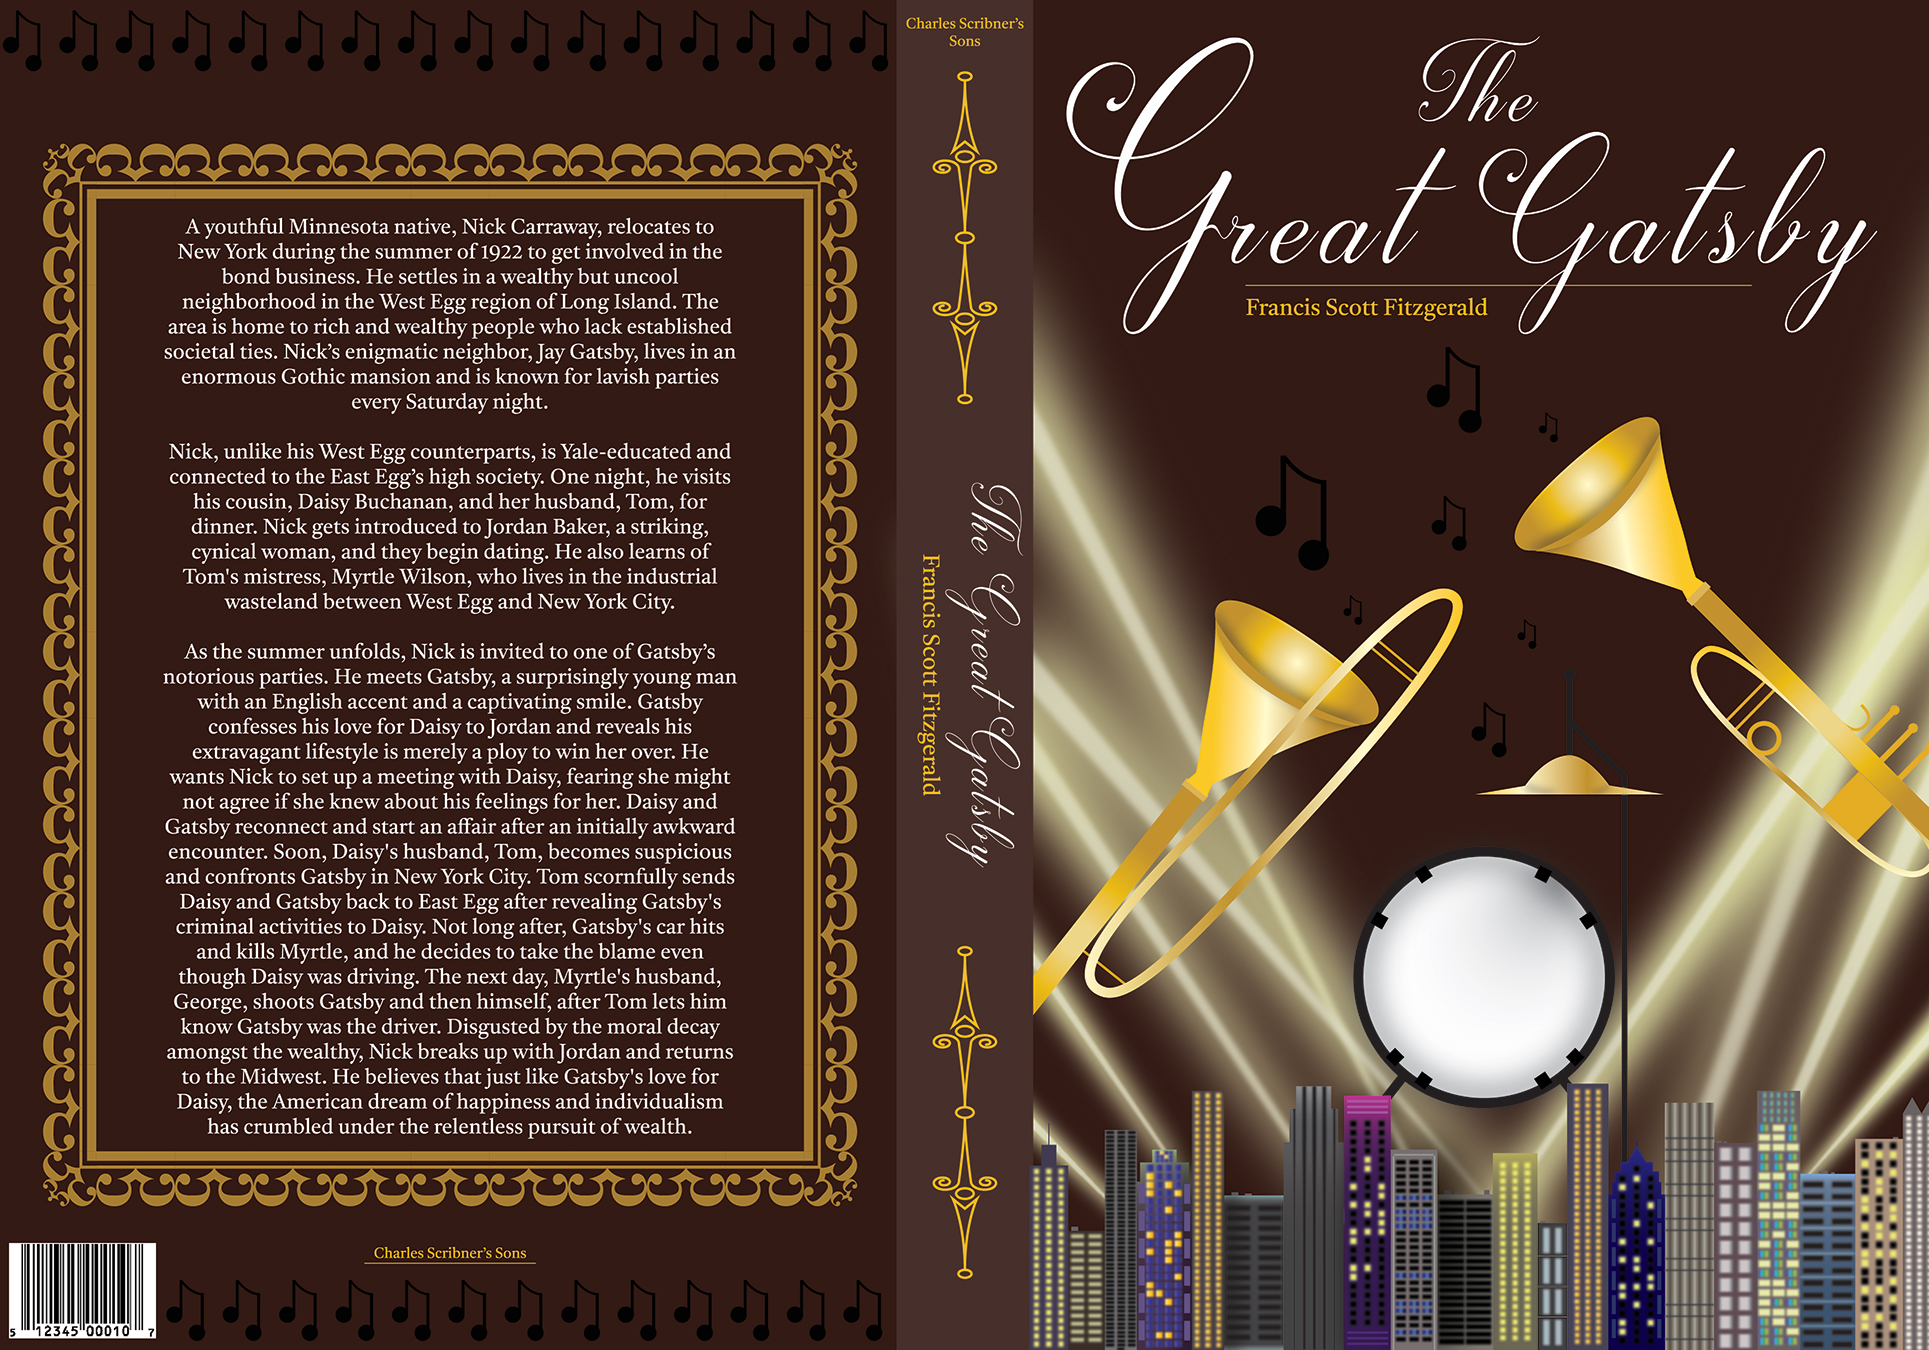 A youthful Minnesota native, Nick Carraway, relocates to
New York during the summer of 1922 to get involved in the
bond business. He settles in a wealthy but uncool
neighborhood in the West Egg region of Long Island. The
area is home to rich and wealthy people who lack established
societal ties. Nick’s enigmatic neighbor, Jay Gatsby, lives in an
enormous Gothic mansion and is known for lavish parties
every Saturday night.
Nick, unlike his West Egg counterparts, is Yale-educated and
connected to the East Egg’s high society. One night, he visits
his cousin, Daisy Buchanan, and her husband, Tom, for
dinner. Nick gets introduced to Jordan Baker, a striking,
cynical woman, and they begin dating. He also learns of
Tom's mistress, Myrtle Wilson, who lives in the industrial
wasteland between West Egg and New York City.
As the summer unfolds, Nick is invited to one of Gatsby’s
notorious parties. He meets Gatsby, a surprisingly young man
with an English accent and a captivating smile. Gatsby
confesses his love for Daisy to Jordan and reveals his
extravagant lifestyle is merely a ploy to win her over. He
wants Nick to set up a meeting with Daisy, fearing she might
not agree if she knew about his feelings for her. Daisy and
Gatsby reconnect and start an affair after an initially awkward
encounter. Soon, Daisy's husband, Tom, becomes suspicious
and confronts Gatsby in New York City. Tom scornfully sends
Daisy and Gatsby back to East Egg after revealing Gatsby's
criminal activities to Daisy. Not long after, Gatsby's car hits
and kills Myrtle, and he decides to take the blame even
though Daisy was driving. The next day, Myrtle's husband,
George, shoots Gatsby and then himself, after Tom lets him
know Gatsby was the driver. Disgusted by the moral decay
amongst the wealthy, Nick breaks up with Jordan and returns
to the Midwest. He believes that just like Gatsby's love for
Daisy, the American dream of happiness and individualism
has crumbled under the relentless pursuit of wealth.
Charles Scribner’s Sons
5 12345 00010 7
Charles Scribner’s
Sons
The Great Gatsby
Francis Scott Fitzgerald
The
Great Gatsby
Francis Scott Fitzgerald